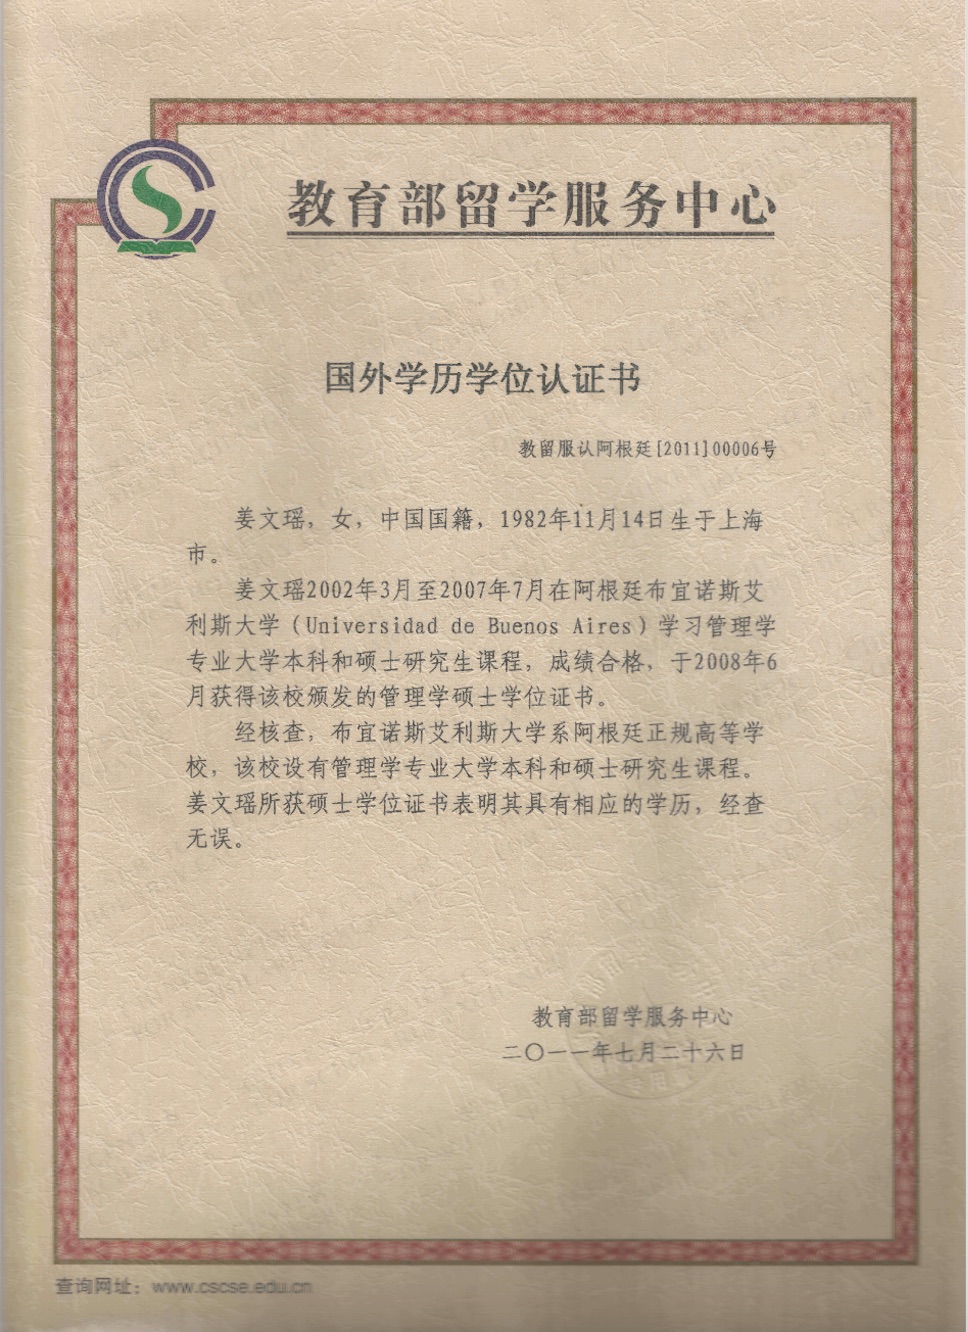 教育部留学服务中心
国外学历学位认证书
教留服认阿根廷[2011]00006号
姜文瑶，女，中国国籍，1982年11月14日生于上海
市。
姜文瑶2002年3月至2007年7月在阿根廷布宜诺斯艾
利斯大学（Universidad de Buenos Aires）学习管理学
专业大学本科和硕士研究生课程，成绩合格，于2008年6
月获得该校颁发的管理学硕士学位证书。
经核查，布宜诺斯艾利斯大学系阿根廷正规高等学
校，该校设有管理学专业大学本科和硕士研究生课程。
姜文瑶所获硕士学位证书表明其具有相应的学历，经查
无误。
教育部留学服务中心
二〇一一年七月二十六日
查询网址：www.cscse.edu.cn